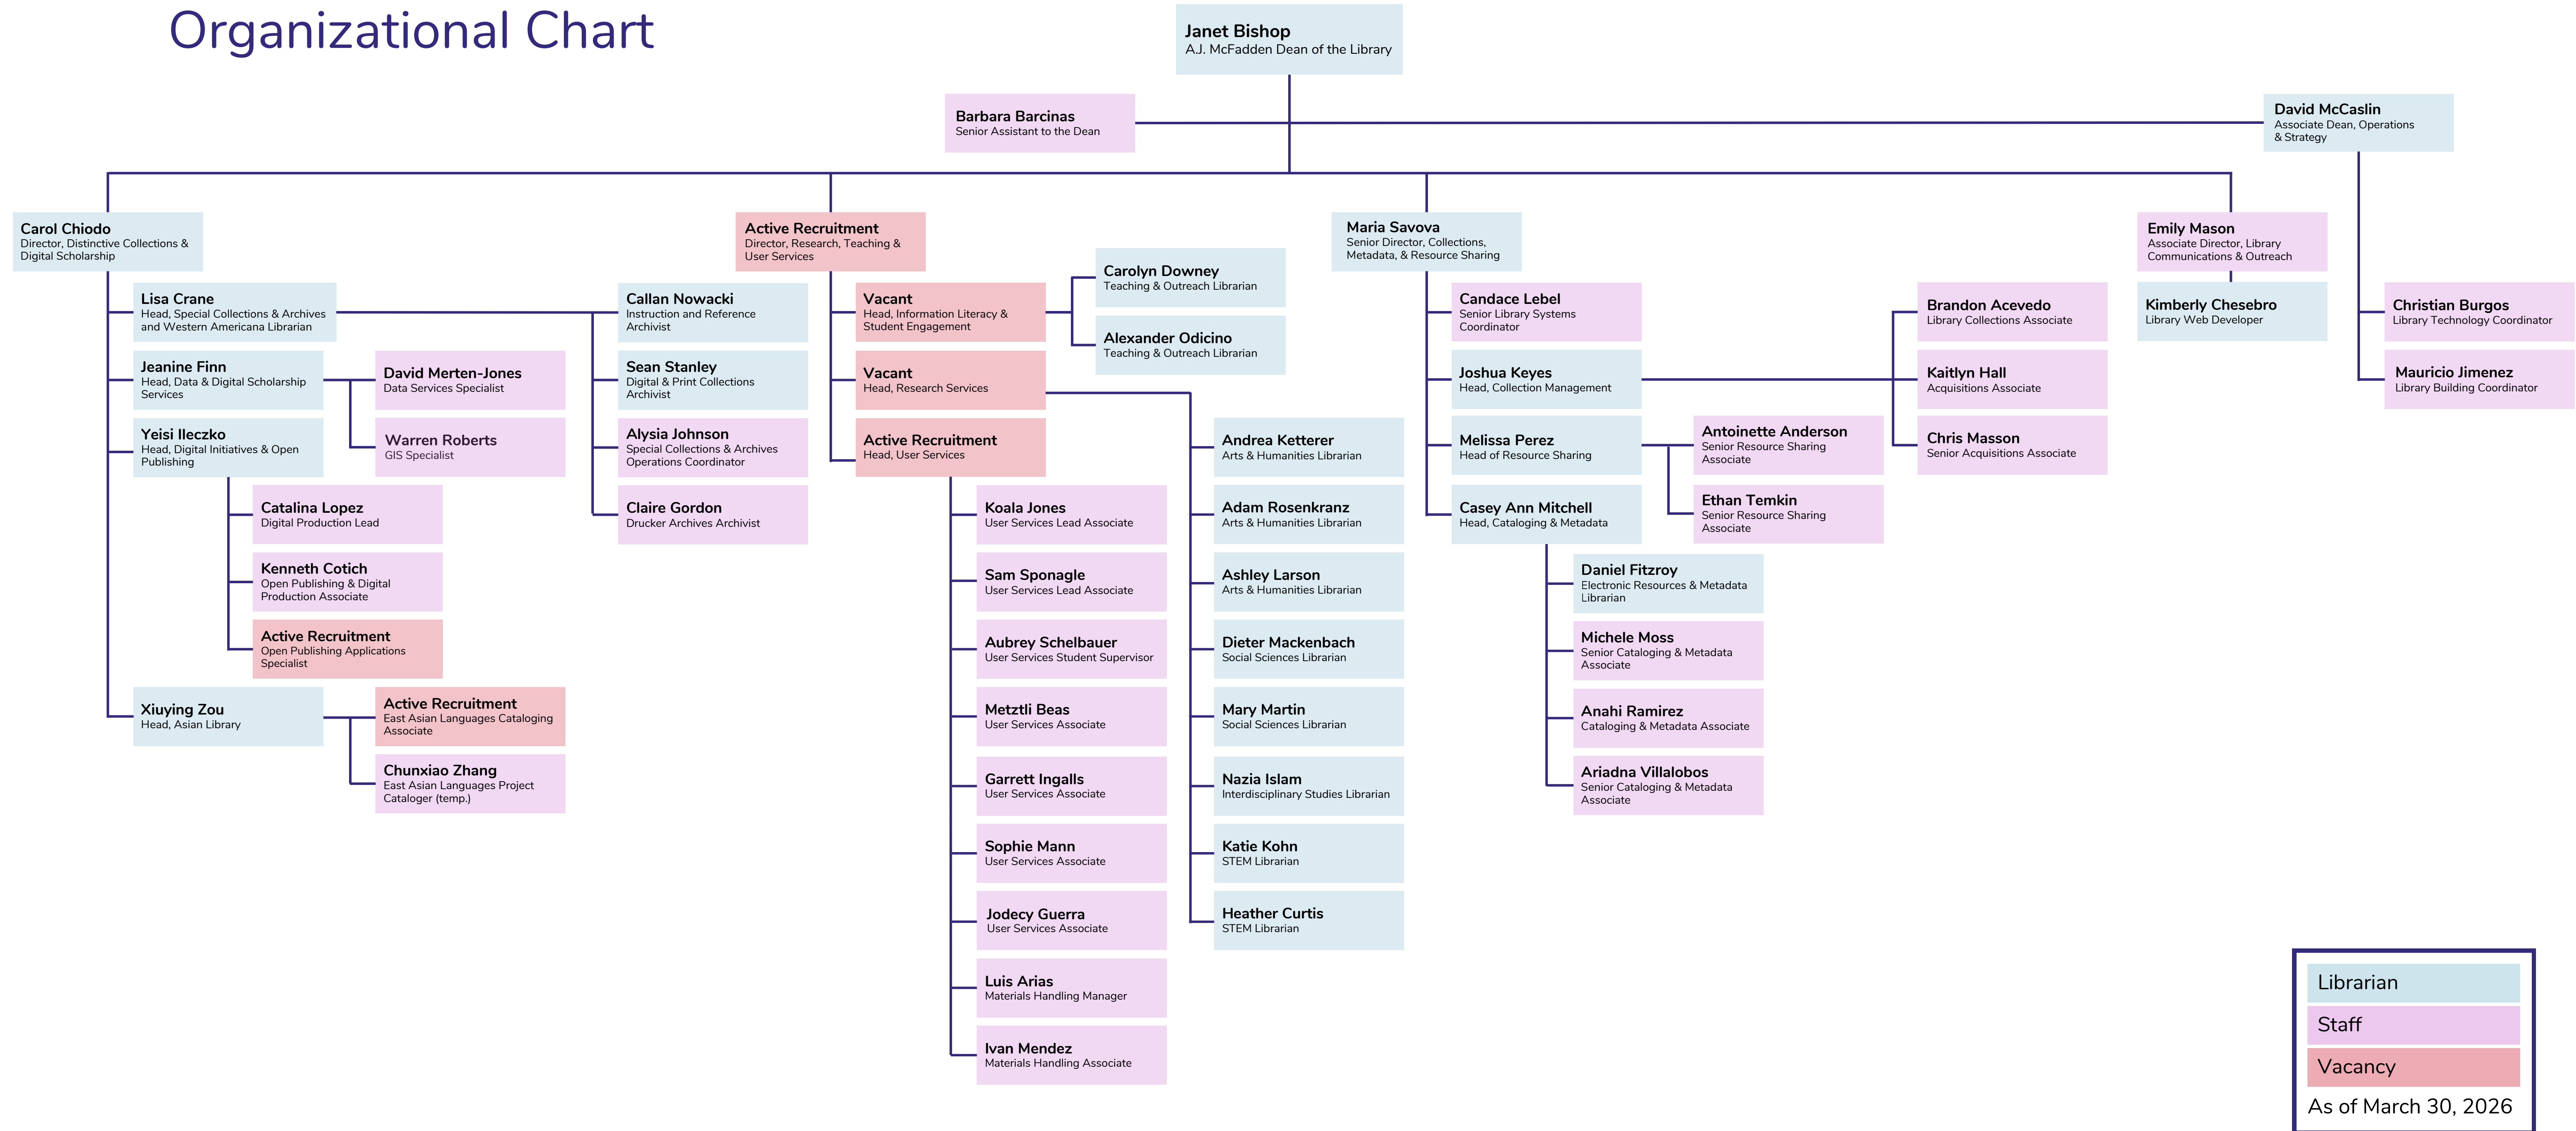 Organizational Chart
Janet Bishop
A.J. McFadden Dean of the Library
Barbara Barcinas
Senior Assistant to the Dean
David McCaslin
Associate Dean, Operations
& Strategy
Carol Chiodo
Director, Distinctive Collections &
Digital Scholarship
Lisa Crane
Head, Special Collections & Archives
and Western Americana Librarian
Callan Nowacki
Instruction and Reference
Archivist
Sean Stanley
Digital & Print Collections
Archivist
Alysia Johnson
Special Collections & Archives
Operations Coordinator
Claire Gordon
Drucker Archives Archivist
Jeanine Finn
Head, Data & Digital Scholarship
Services
David Merten-Jones
Data Services Specialist
Warren Roberts
GIS Specialist
Yeisi Ileczko
Head, Digital Initiatives & Open
Publishing
Catalina Lopez
Digital Production Lead
Kenneth Cotich
Open Publishing & Digital
Production Associate
Active Recruitment
Open Publishing Applications
Specialist
Xiuying Zou
Head, Asian Library
Active Recruitment
East Asian Languages Cataloging
Associate
Chunxiao Zhang
East Asian Languages Project
Cataloger (temp.)
Active Recruitment
Director, Research, Teaching &
User Services
Vacant
Head, Information Literacy &
Student Engagement
Carolyn Downey
Teaching & Outreach Librarian
Alexander Odicino
Teaching & Outreach Librarian
Vacant
Head, Research Services
Andrea Ketterer
Arts & Humanities Librarian
Adam Rosenkranz
Arts & Humanities Librarian
Ashley Larson
Arts & Humanities Librarian
Dieter Mackenbach
Social Sciences Librarian
Mary Martin
Social Sciences Librarian
Nazia Islam
Interdisciplinary Studies Librarian
Katie Kohn
STEM Librarian
Heather Curtis
STEM Librarian
Active Recruitment
Head, User Services
Koala Jones
User Services Lead Associate
Sam Sponagle
User Services Lead Associate
Aubrey Schelbauer
User Services Student Supervisor
Metztli Beas
User Services Associate
Garrett Ingalls
User Services Associate
Sophie Mann
User Services Associate
Jodecy Guerra
User Services Associate
Luis Arias
Materials Handling Manager
Ivan Mendez
Materials Handling Associate
Maria Savova
Senior Director, Collections,
Metadata, & Resource Sharing
Candace Lebel
Senior Library Systems
Coordinator
Joshua Keyes
Head, Collection Management
Brandon Acevedo
Library Collections Associate
Kaitlyn Hall
Acquisitions Associate
Chris Masson
Senior Acquisitions Associate
Melissa Perez
Head of Resource Sharing
Antoinette Anderson
Senior Resource Sharing
Associate
Ethan Temkin
Senior Resource Sharing
Associate
Casey Ann Mitchell
Head, Cataloging & Metadata
Daniel Fitzroy
Electronic Resources & Metadata
Librarian
Michele Moss
Senior Cataloging & Metadata
Associate
Anahi Ramirez
Cataloging & Metadata Associate
Ariadna Villalobos
Senior Cataloging & Metadata
Associate
Emily Mason
Associate Director, Library
Communications & Outreach
Kimberly Chesebro
Library Web Developer
Christian Burgos
Library Technology Coordinator
Mauricio Jimenez
Library Building Coordinator
Librarian
Staff
Vacancy
As of March 30, 2026